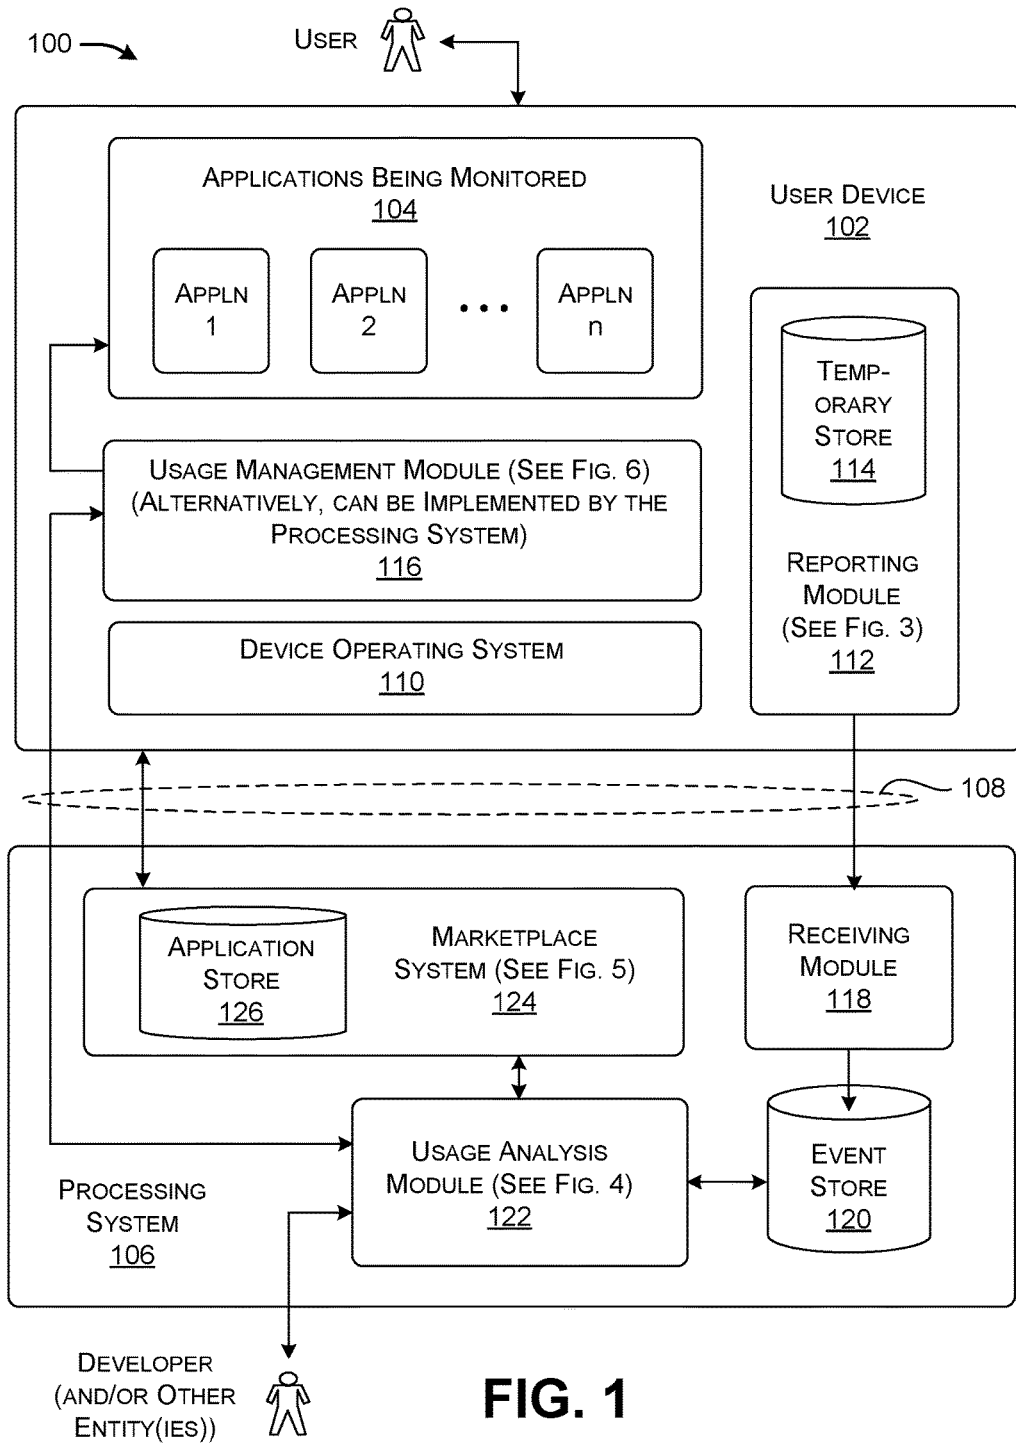 100
USER
APPLICATIONS BEING MONITORED
104
APPLN
1
APPLN
2
• • •
APPLN
n
USER DEVICE
102
TEMP-
ORARY
STORE
114
REPORTING
MODULE
(SEE FIG. 3)
112
USAGE MANAGEMENT MODULE (SEE FIG. 6)
(ALTERNATIVELY, CAN BE IMPLEMENTED BY THE
PROCESSING SYSTEM)
116
DEVICE OPERATING SYSTEM
110
108
APPLICATION
STORE
126
MARKETPLACE
SYSTEM (SEE FIG. 5)
124
RECEIVING
MODULE
118
USAGE ANALYSIS
MODULE (SEE FIG. 4)
122
EVENT
STORE
120
PROCESSING
SYSTEM
106
DEVELOPER
(AND/OR OTHER
ENTITY(IES))
FIG. 1